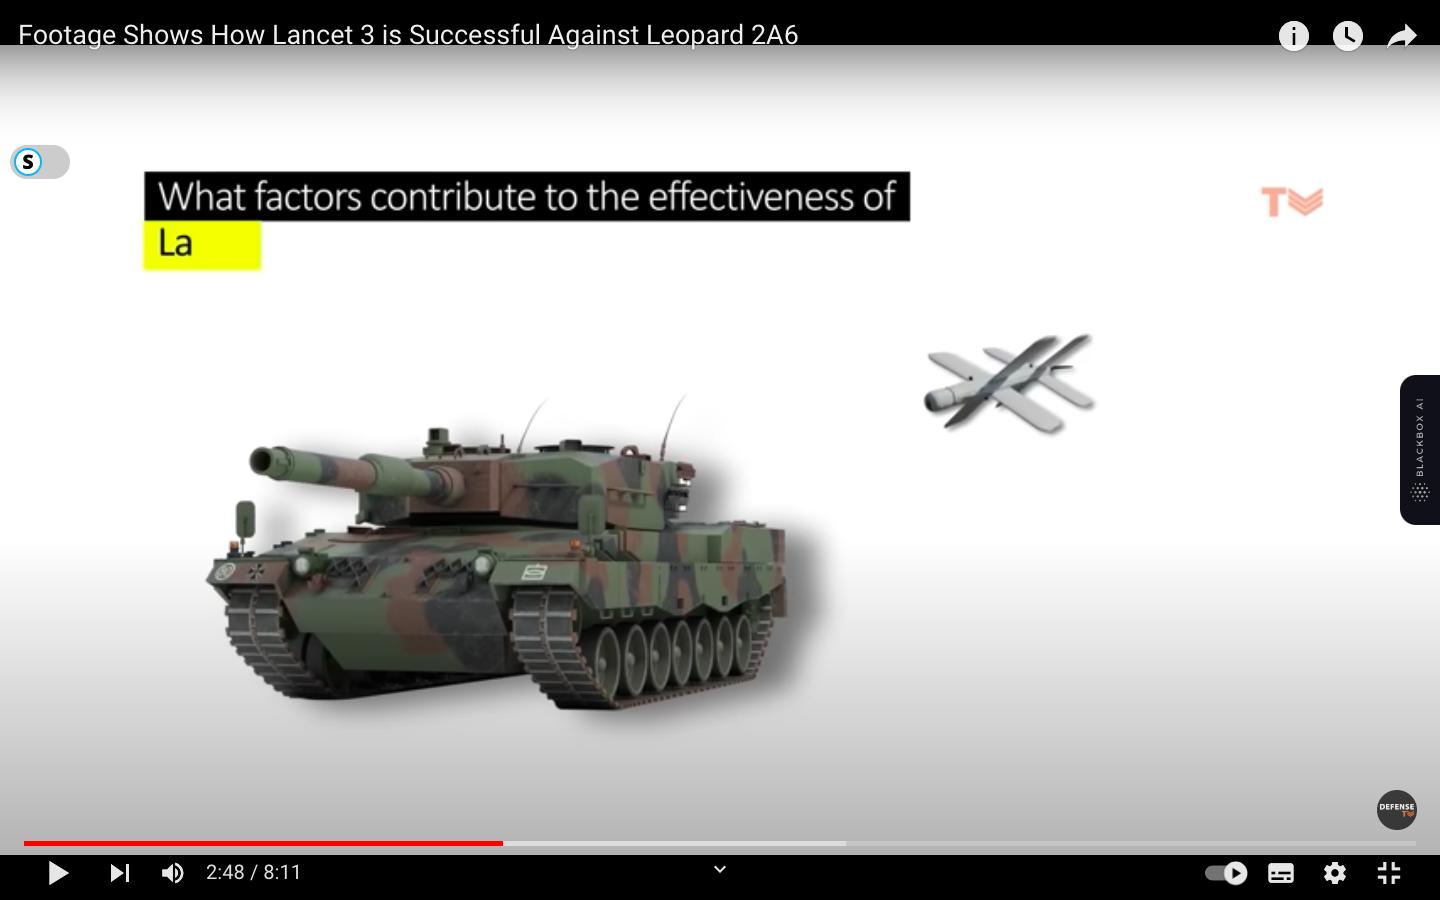 Footage Shows How Lancet 3 is Successful Against Leopard 2A6
S
What factors contribute to the effectiveness of
La
TV
BLACKBOX AI
DEFENSE
TV
2:48 / 8:11